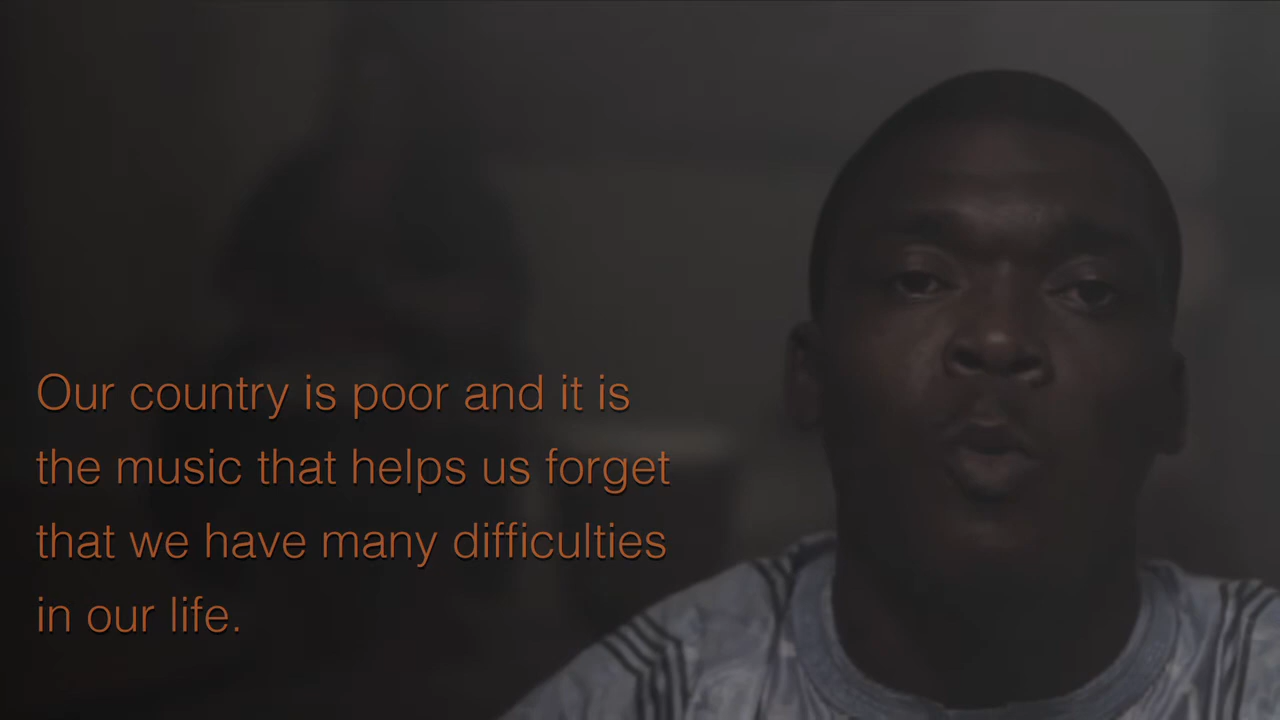 Our country is poor and it is
the music that helps us forget
that we have many difficulties
in our life.